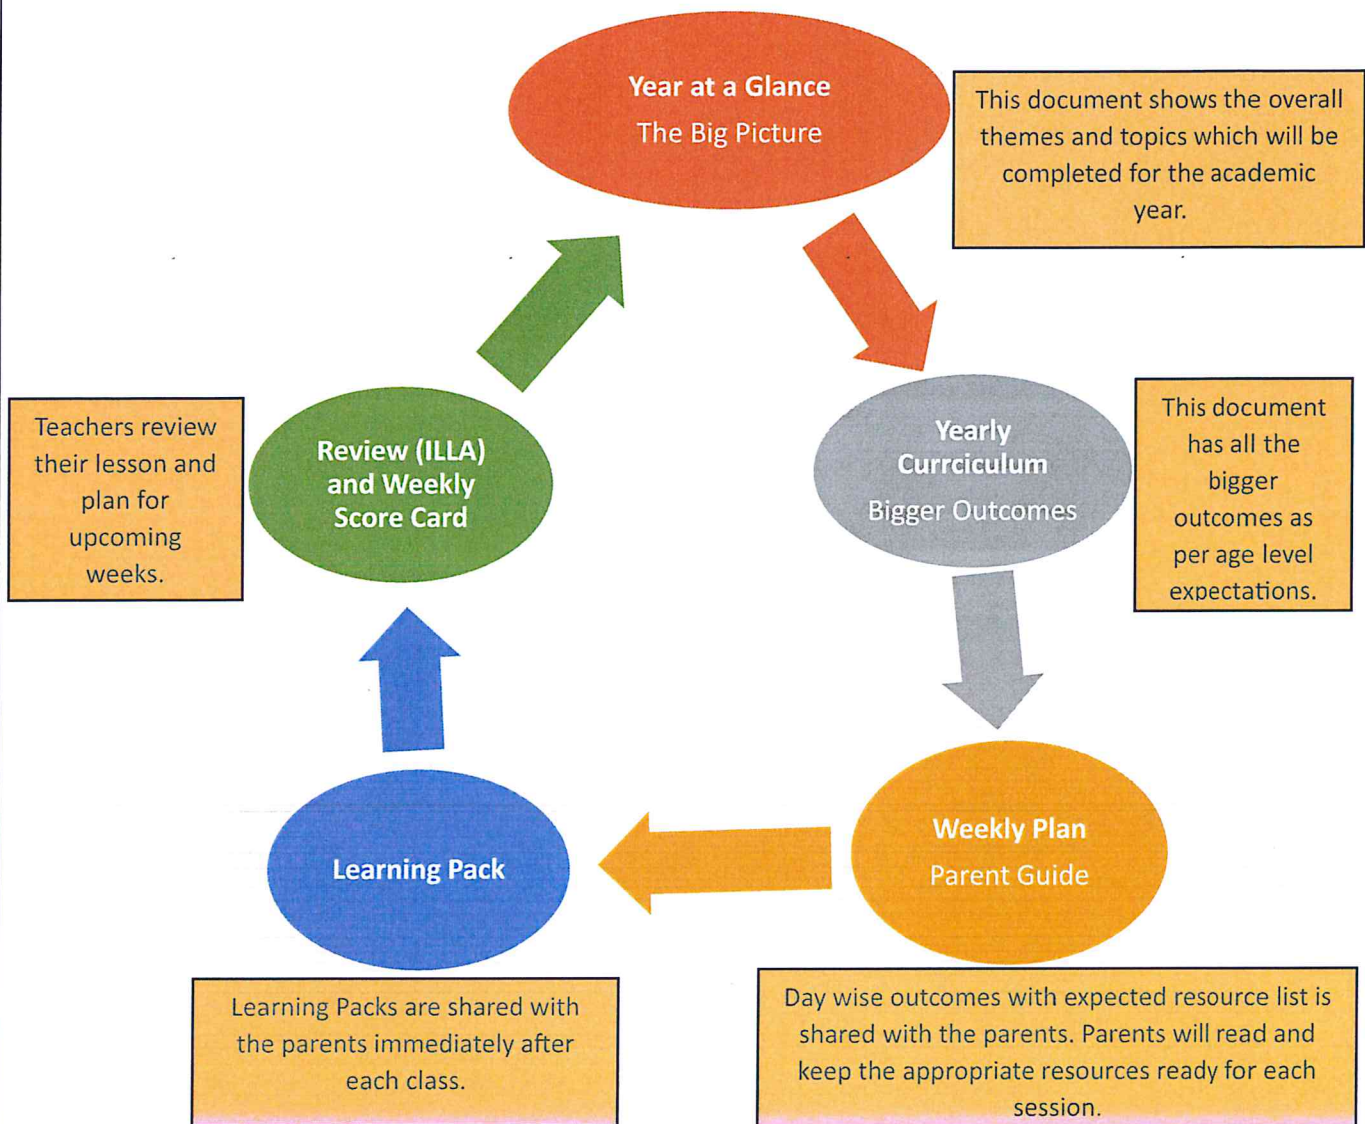 Year at a Glance
The Big Picture
This document shows the overall
themes and topics which will be
completed for the academic
year.
Yearly
Currciculum
Bigger Outcomes
This document
has all the
bigger
outcomes as
per age level
expectations.
Weekly Plan
Parent Guide
Day wise outcomes with expected resource list is
shared with the parents. Parents will read and
keep the appropriate resources ready for each
session.
Learning Pack
Learning Packs are shared with
the parents immediately after
each class.
Review (ILLA)
and Weekly
Score Card
Teachers review
their lesson and
plan for
upcoming
weeks.